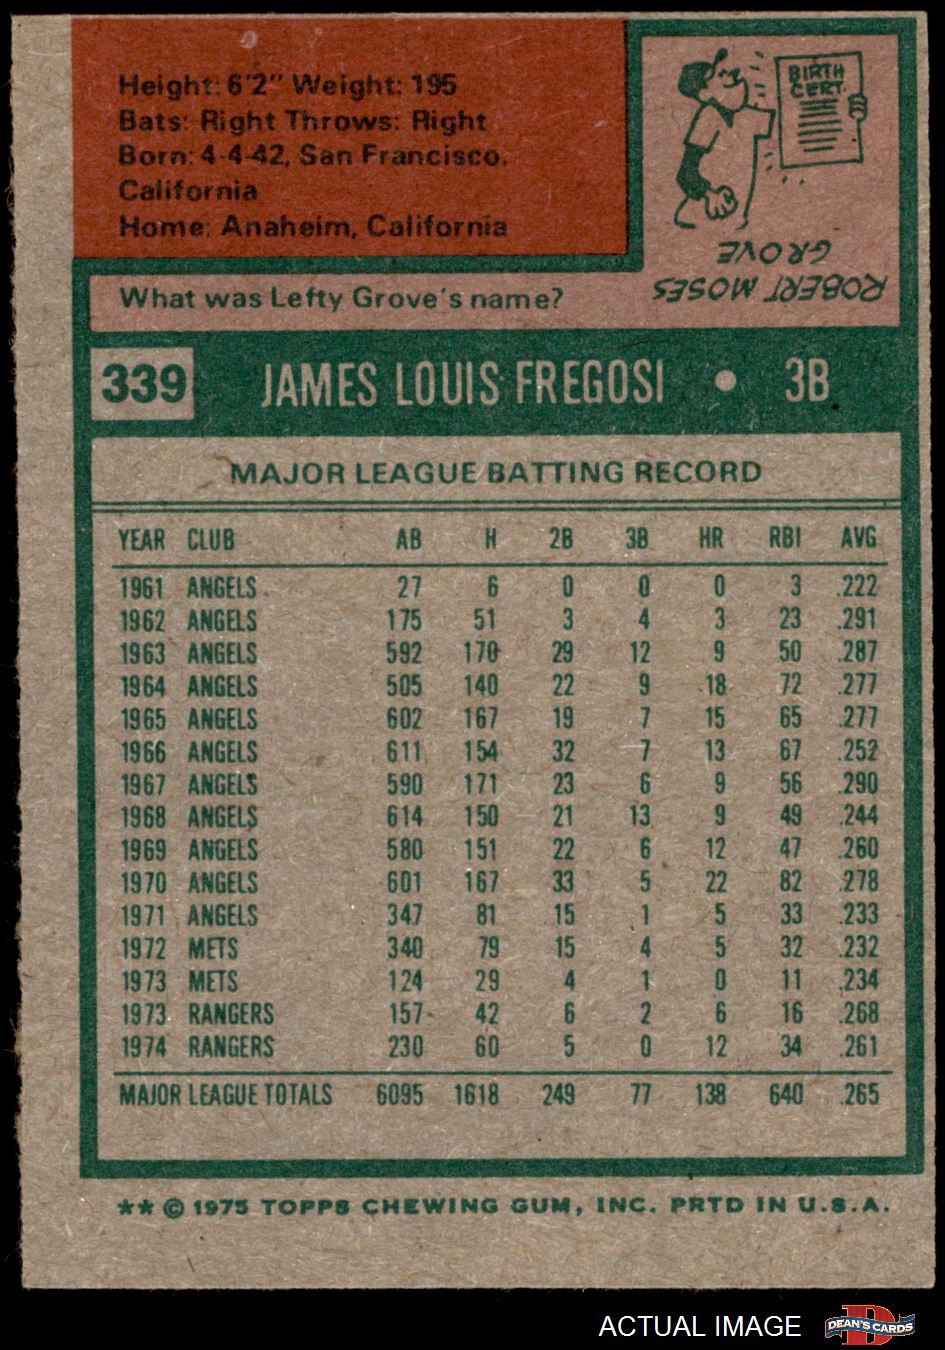 Height: 6'2" Weight: 195
Bats: Right Throws: Right
Born: 4-4-42, San Francisco,
California
Home: Anaheim, California
BIRTH
CERT.
ROBERT MOSES
GROVE
What was Lefty Grove's name?
339 JAMES LOUIS FREGOSI • 3B
MAJOR LEAGUE BATTING RECORD
YEAR CLUB AB H 2B 3B HR RBI AVG
1961 ANGELS 27 6 0 0 0 3 .222
1962 ANGELS 175 51 3 4 3 23 .291
1963 ANGELS 592 170 29 12 9 50 .287
1964 ANGELS 505 140 22 9 18 72 .277
1965 ANGELS 602 167 19 7 15 65 .277
1966 ANGELS 611 154 32 7 13 67 .252
1967 ANGELS 590 171 23 6 9 56 .290
1968 ANGELS 614 150 21 13 9 49 .244
1969 ANGELS 580 151 22 6 12 47 .260
1970 ANGELS 601 167 33 5 22 82 .278
1971 ANGELS 347 81 15 1 5 33 .233
1972 METS 340 79 15 4 5 32 .232
1973 METS 124 29 4 1 0 11 .234
1973 RANGERS 157 42 6 2 6 16 .268
1974 RANGERS 230 60 5 0 12 34 .261
MAJOR LEAGUE TOTALS 6095 1618 249 77 138 640 .265
** © 1975 TOPPS CHEWING GUM, INC. PRTD IN U.S.A.
ACTUAL IMAGE
D
DEAN'S CARDS